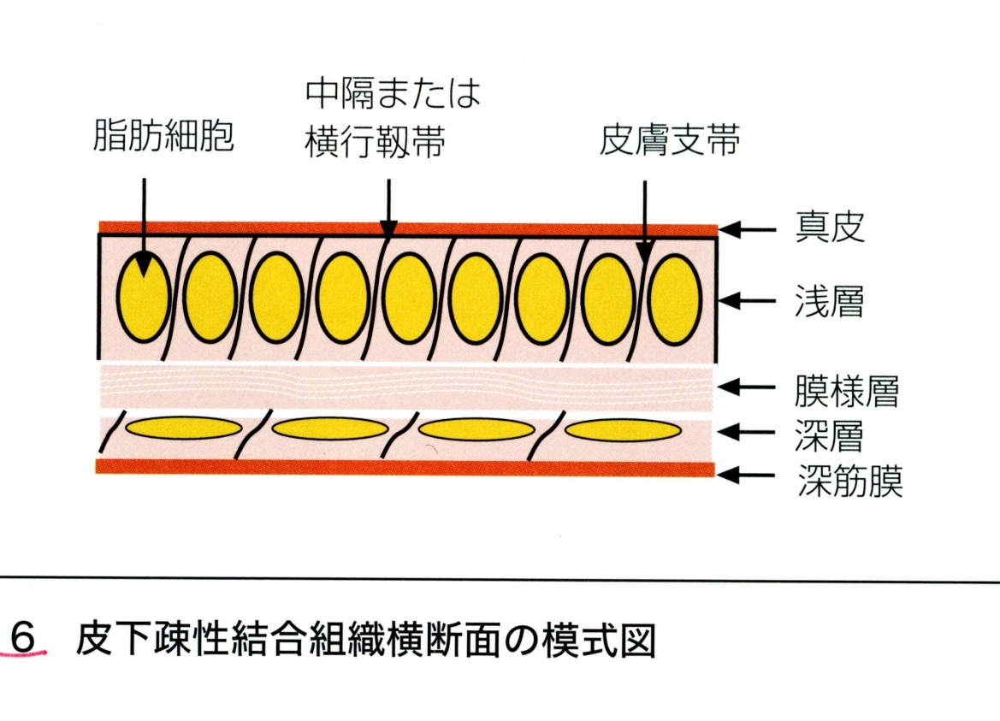 中隔または
横行靱帯
脂肪細胞
皮膚支帯
真皮
浅層
膜様層
深層
深筋膜
6 皮下疎性結合組織横断面の模式図